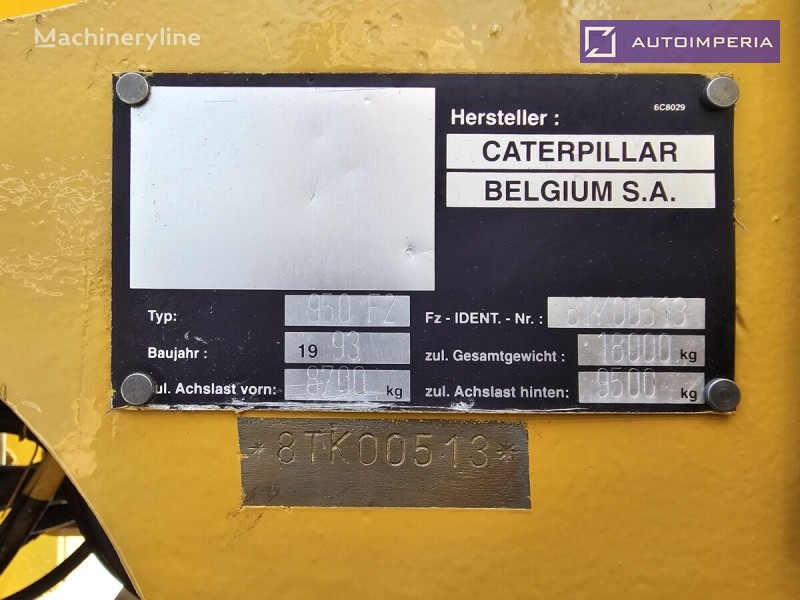 Machineryline
AUTOIMPERIA
6C8029
Hersteller :
CATERPILLAR
BELGIUM S.A.
Typ: 950 F2 Fz - IDENT. - Nr. : 8TK00513
Baujahr : 19 93 zul. Gesamtgewicht : 18000 kg
zul. Achslast vorn: 8700 kg zul. Achslast hinten: 9500 kg
*8TK00513*